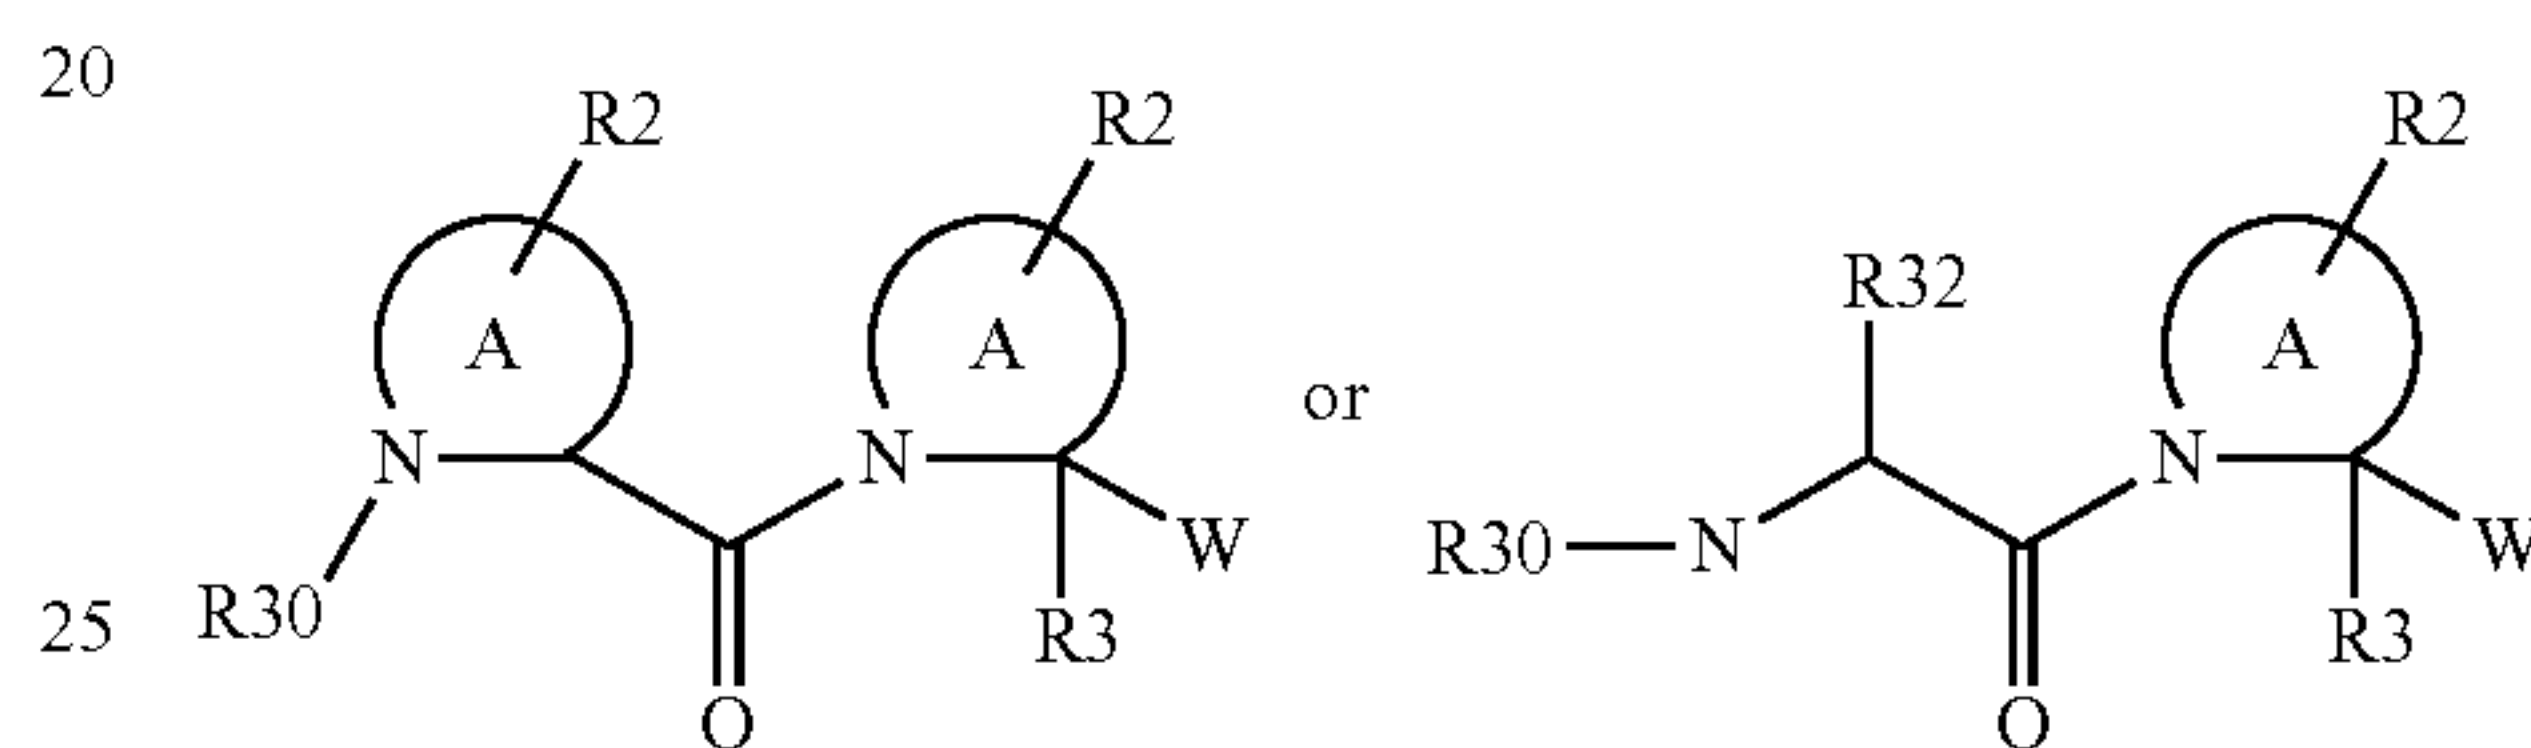 20
R2 R2 R2
R32
A A or A
N N N
R30 — N W W
R30
25 R3 R3
O O